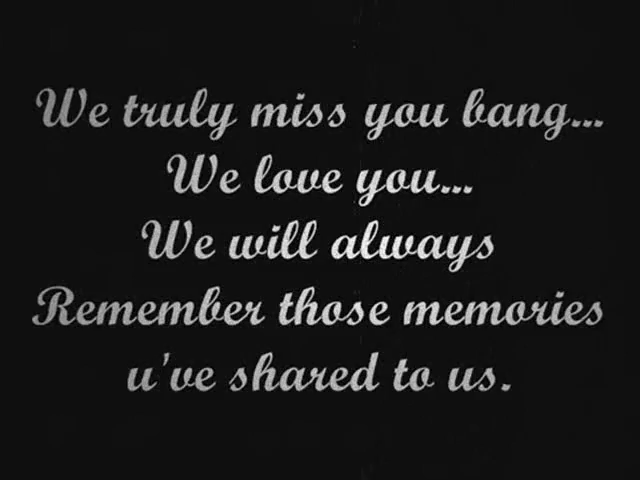 We truly miss you bang...
We love you...
We will always
Remember those memories
u've shared to us.